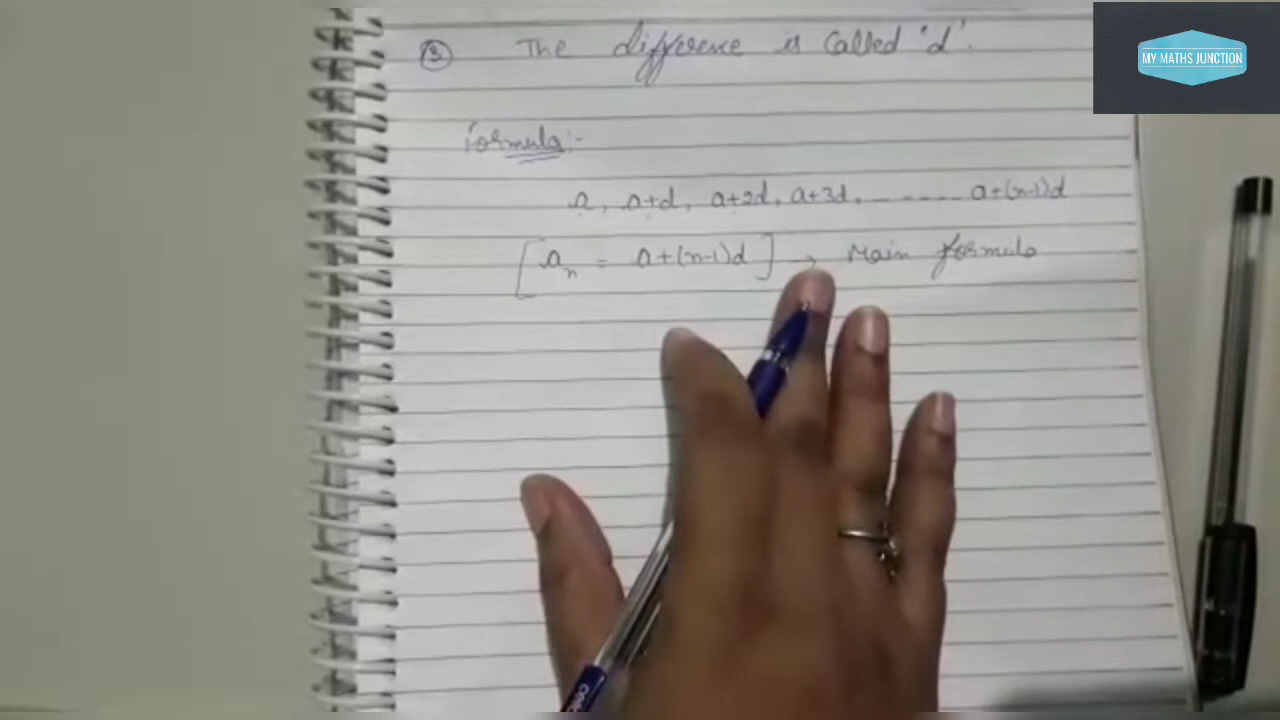 MY MATHS JUNCTION
③ The difference is called 'd'.
Formula:-
a, a+d, a+2d, a+3d, ------- a+(n-1)d
[aₙ = a+(n-1)d] → Main formula